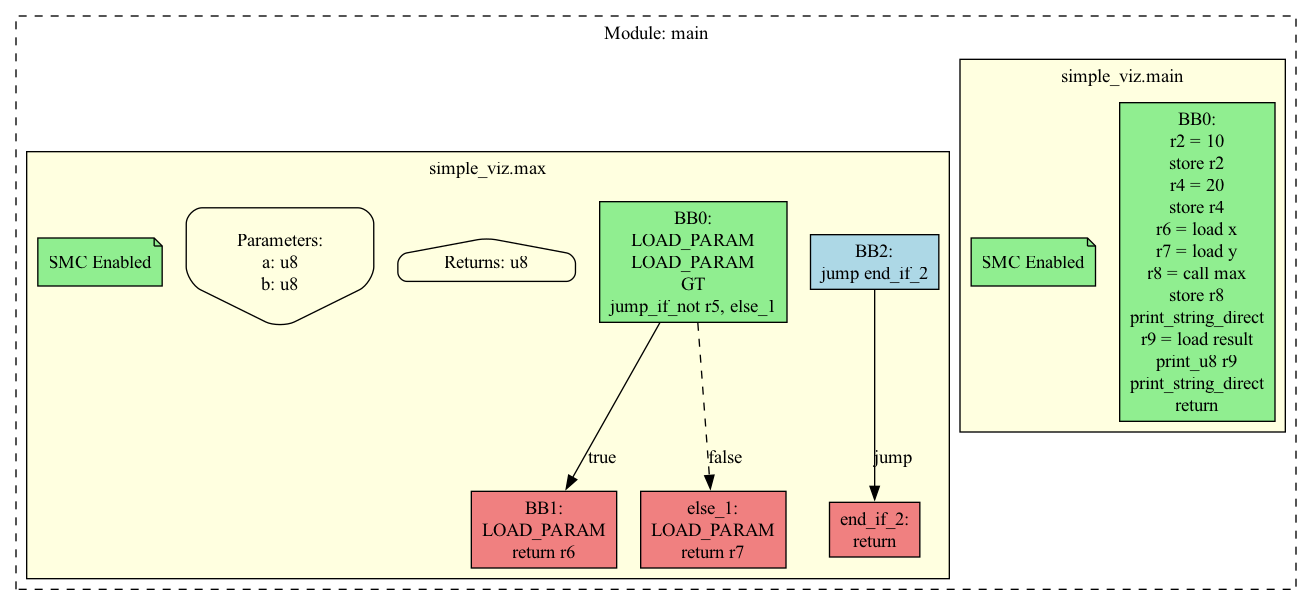 Module: main
simple_viz.max
SMC Enabled
Parameters:
a: u8
b: u8
Returns: u8
BB0:
LOAD_PARAM
LOAD_PARAM
GT
jump_if_not r5, else_1
BB2:
jump end_if_2
true
false
jump
BB1:
LOAD_PARAM
return r6
else_1:
LOAD_PARAM
return r7
end_if_2:
return
simple_viz.main
SMC Enabled
BB0:
r2 = 10
store r2
r4 = 20
store r4
r6 = load x
r7 = load y
r8 = call max
store r8
print_string_direct
r9 = load result
print_u8 r9
print_string_direct
return